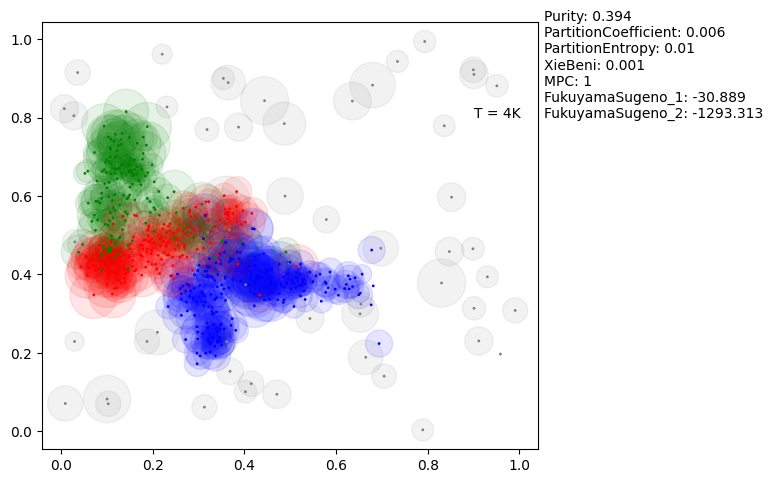 Purity: 0.394
PartitionCoefficient: 0.006
PartitionEntropy: 0.01
XieBeni: 0.001
MPC: 1
FukuyamaSugeno_1: -30.889
FukuyamaSugeno_2: -1293.313
T = 4K
1.0
0.8
0.6
0.4
0.2
0.0
0.0 0.2 0.4 0.6 0.8 1.0